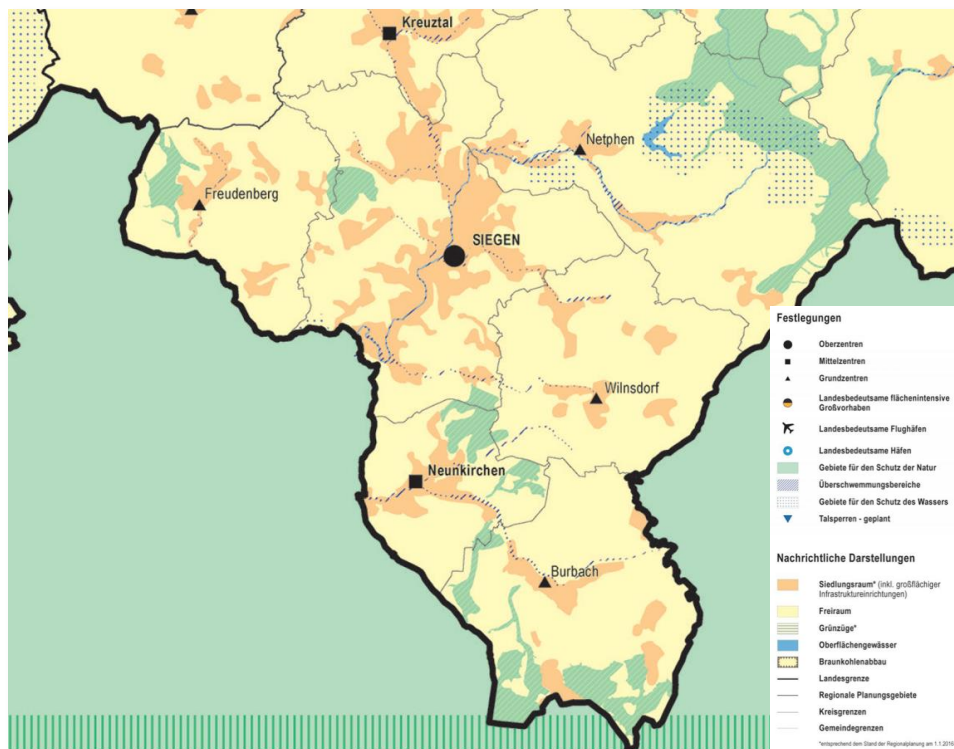 Kreuztal
Netphen
Freudenberg
SIEGEN
Wilnsdorf
Neunkirchen
Burbach
Festlegungen
Oberzentren
Mittelzentren
Grundzentren
Landesbedeutsame flächenintensive
Großvorhaben
Landesbedeutsame Flughäfen
Landesbedeutsame Häfen
Gebiete für den Schutz der Natur
Überschwemmungsbereiche
Gebiete für den Schutz des Wassers
Talsperren - geplant
Nachrichtliche Darstellungen
Siedlungsraum* (inkl. großflächiger
Infrastruktureinrichtungen)
Freiraum
Grünzüge*
Oberflächengewässer
Braunkohlenabbau
Landesgrenze
Regionale Planungsgebiete
Kreisgrenzen
Gemeindegrenzen
*entsprechend dem Stand der Regionalplanung am 1.1.2016